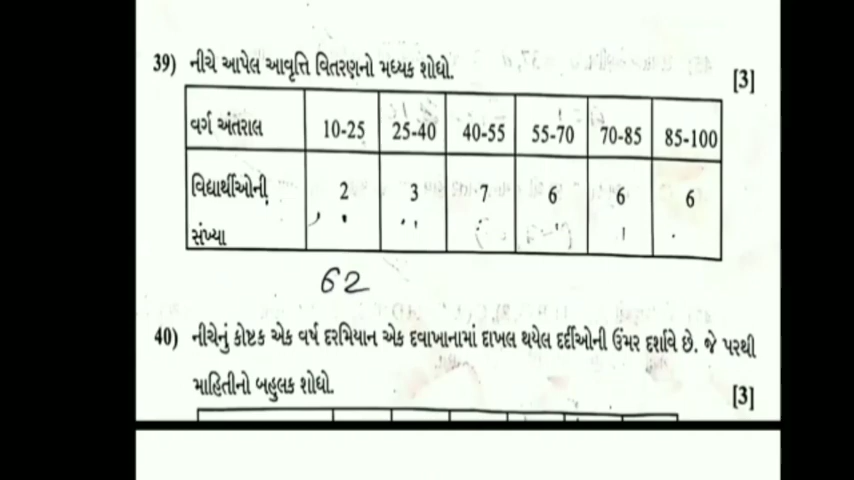 39) નીચે આપેલ આવૃત્તિ વિતરણનો મધ્યક શોધો.
[3]
વર્ગ અંતરાલ 10-25 25-40 40-55 55-70 70-85 85-100
વિદ્યાર્થીઓની 2 3 7 6 6 6
સંખ્યા
62
40) નીચેનું કોષ્ટક એક વર્ષ દરમિયાન એક દવાખાનામાં દાખલ થયેલ દર્દીઓની ઉંમર દર્શાવે છે. જે પરથી
માહિતીનો બહુલક શોધો.
[3]